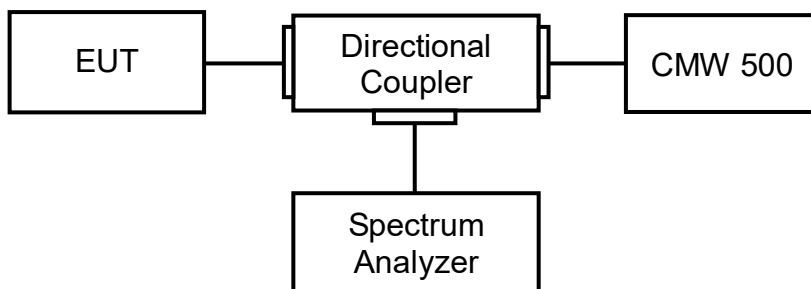 EUT
Directional
Coupler
CMW 500
Spectrum
Analyzer